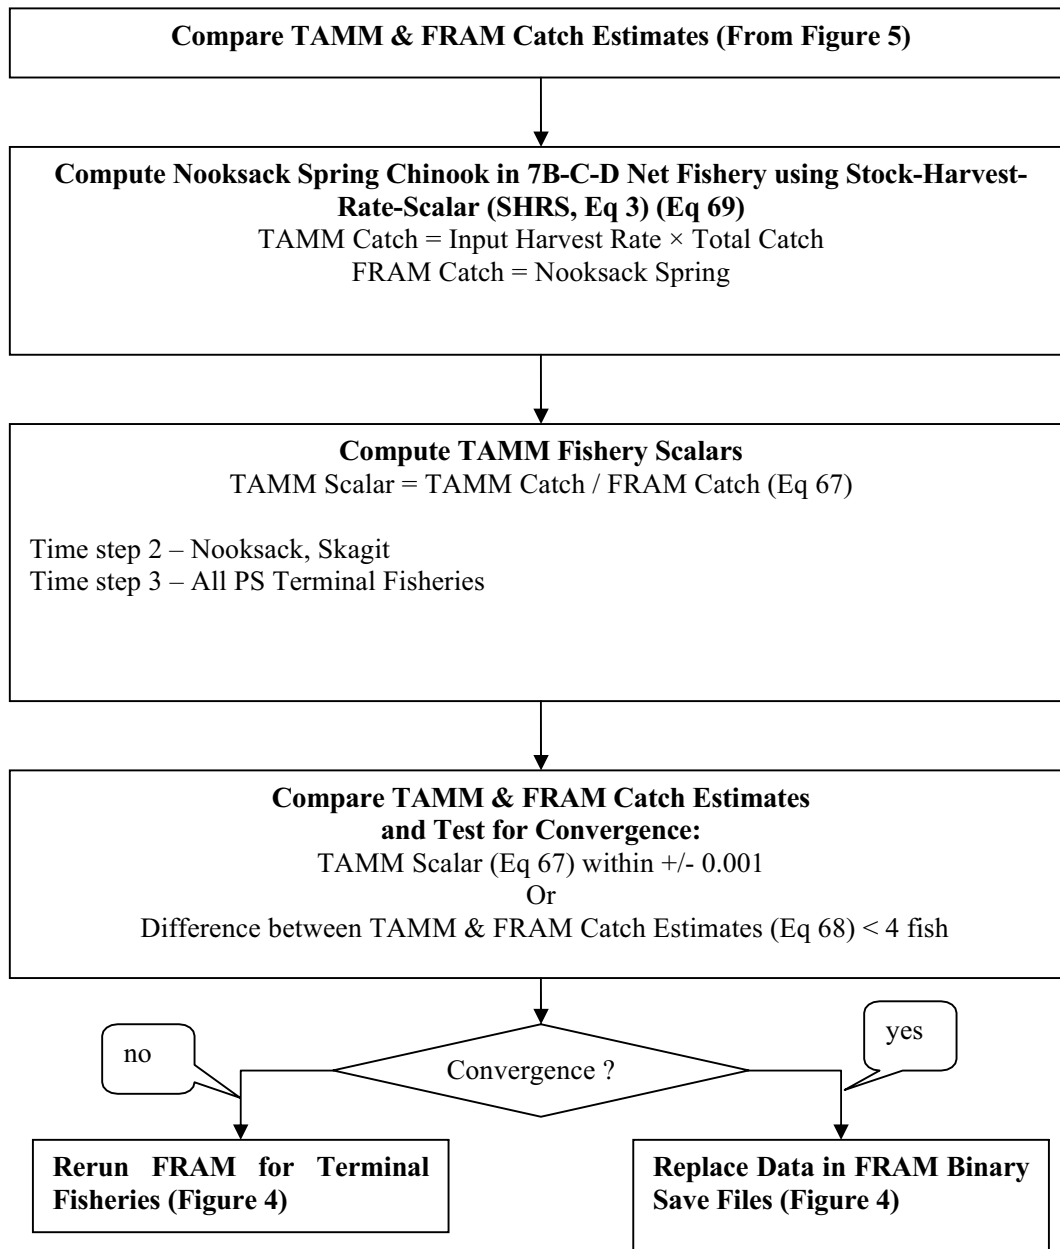 Compare TAMM & FRAM Catch Estimates (From Figure 5)
Compute Nooksack Spring Chinook in 7B-C-D Net Fishery using Stock-Harvest-
Rate-Scalar (SHRS, Eq 3) (Eq 69)
TAMM Catch = Input Harvest Rate × Total Catch
FRAM Catch = Nooksack Spring
Compute TAMM Fishery Scalars
TAMM Scalar = TAMM Catch / FRAM Catch (Eq 67)
Time step 2 – Nooksack, Skagit
Time step 3 – All PS Terminal Fisheries
Compare TAMM & FRAM Catch Estimates
and Test for Convergence:
TAMM Scalar (Eq 67) within +/- 0.001
Or
Difference between TAMM & FRAM Catch Estimates (Eq 68) < 4 fish
no
Convergence ?
yes
Rerun FRAM for Terminal
Fisheries (Figure 4)
Replace Data in FRAM Binary
Save Files (Figure 4)